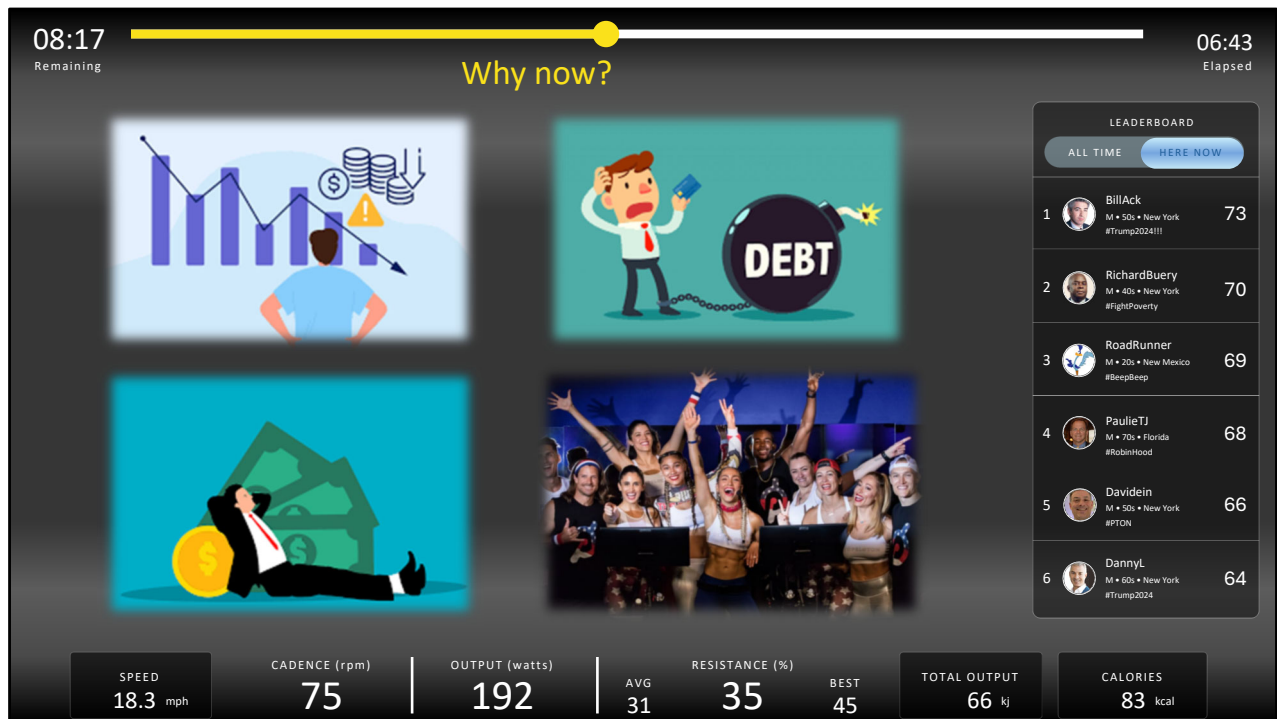 08:17
Remaining
06:43
Elapsed
Why now?
$
!
DEBT
$
$
LEADERBOARD
ALL TIME
HERE NOW
1
BillAck
M • 50s • New York
#Trump2024!!!
73
2
RichardBuery
M • 40s • New York
#FightPoverty
70
3
RoadRunner
M • 20s • New Mexico
#BeepBeep
69
4
PaulieTJ
M • 70s • Florida
#RobinHood
68
5
Davidein
M • 50s • New York
#PTON
66
6
DannyL
M • 60s • New York
#Trump2024
64
SPEED
18.3 mph
CADENCE (rpm)
75
OUTPUT (watts)
192
RESISTANCE (%)
AVG
31
35
BEST
45
TOTAL OUTPUT
66 kj
CALORIES
83 kcal